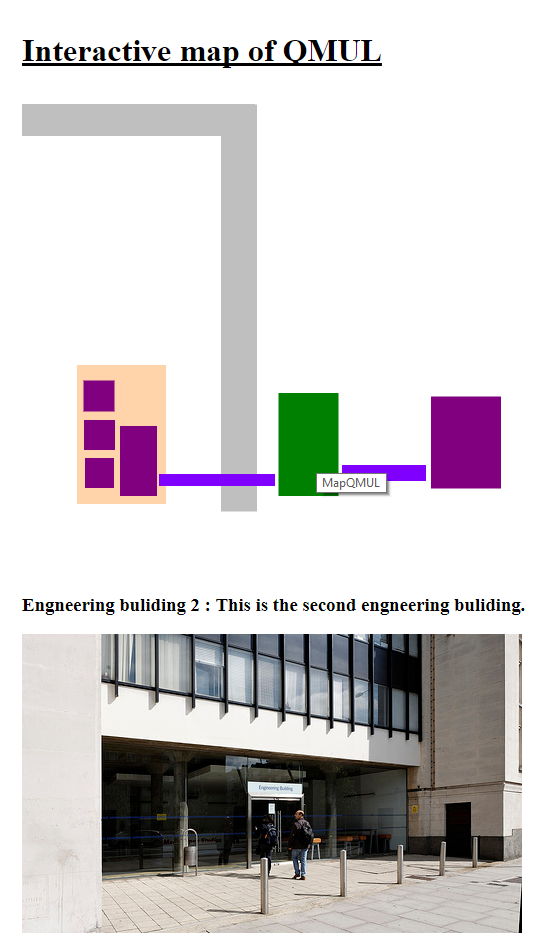 Interactive map of QMUL
MapQMUL
Engneering buliding 2 : This is the second engneering buliding.
Engineering Building